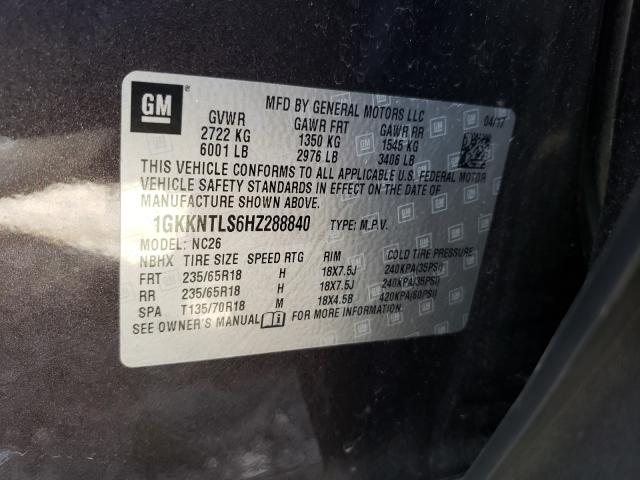 GM
MFD BY GENERAL MOTORS LLC 04/17
GVWR GAWR FRT GAWR RR
2722 KG 1350 KG 1545 KG
6001 LB 2976 LB 3406 LB
THIS VEHICLE CONFORMS TO ALL APPLICABLE U.S. FEDERAL MOTOR
VEHICLE SAFETY STANDARDS IN EFFECT ON THE DATE OF
MANUFACTURE SHOWN ABOVE.
1GKKNTLS6HZ288840 TYPE: M.P.V.
MODEL: NC26
NBHX TIRE SIZE SPEED RTG RIM COLD TIRE PRESSURE
FRT 235/65R18 H 18X7.5J 240KPA(35PSI)
RR 235/65R18 H 18X7.5J 240KPA(35PSI)
SPA T135/70R18 M 18X4.5B 420KPA(60PSI)
SEE OWNER'S MANUAL FOR MORE INFORMATION.